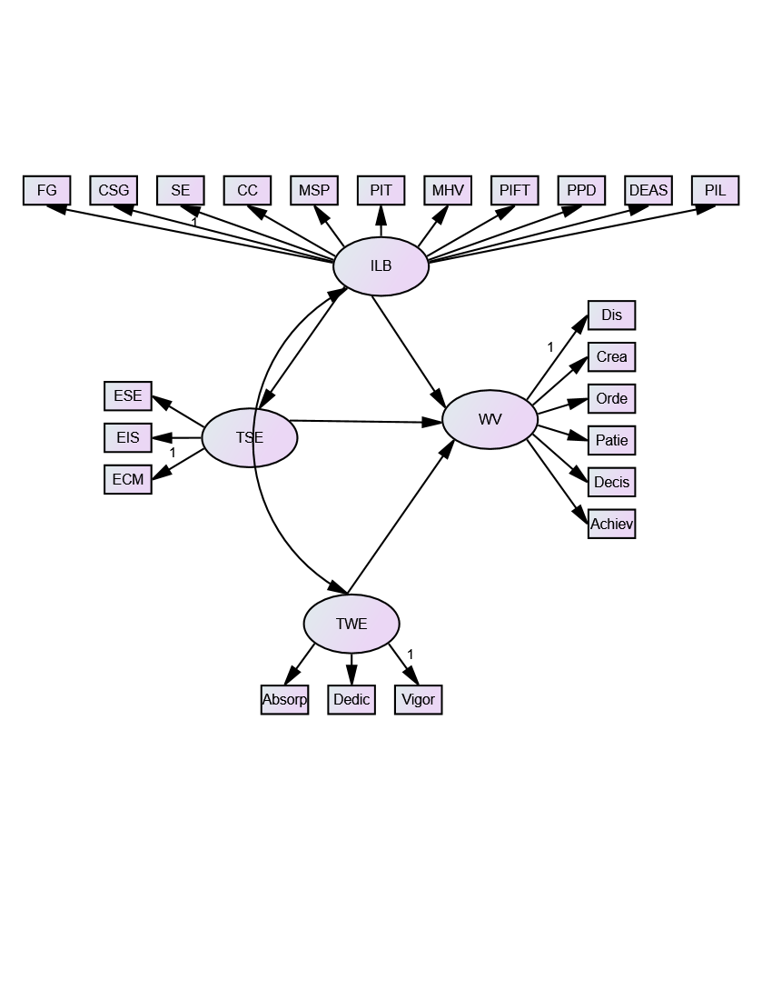 FG CSG SE CC MSP PIT MHV PIFT PPD DEAS PIL
1
ILB
Dis
1
Crea
ESE
Orde
WV
EIS
TSE
Patie
1
ECM
Decis
Achiev
TWE
1
Absorp Dedic Vigor